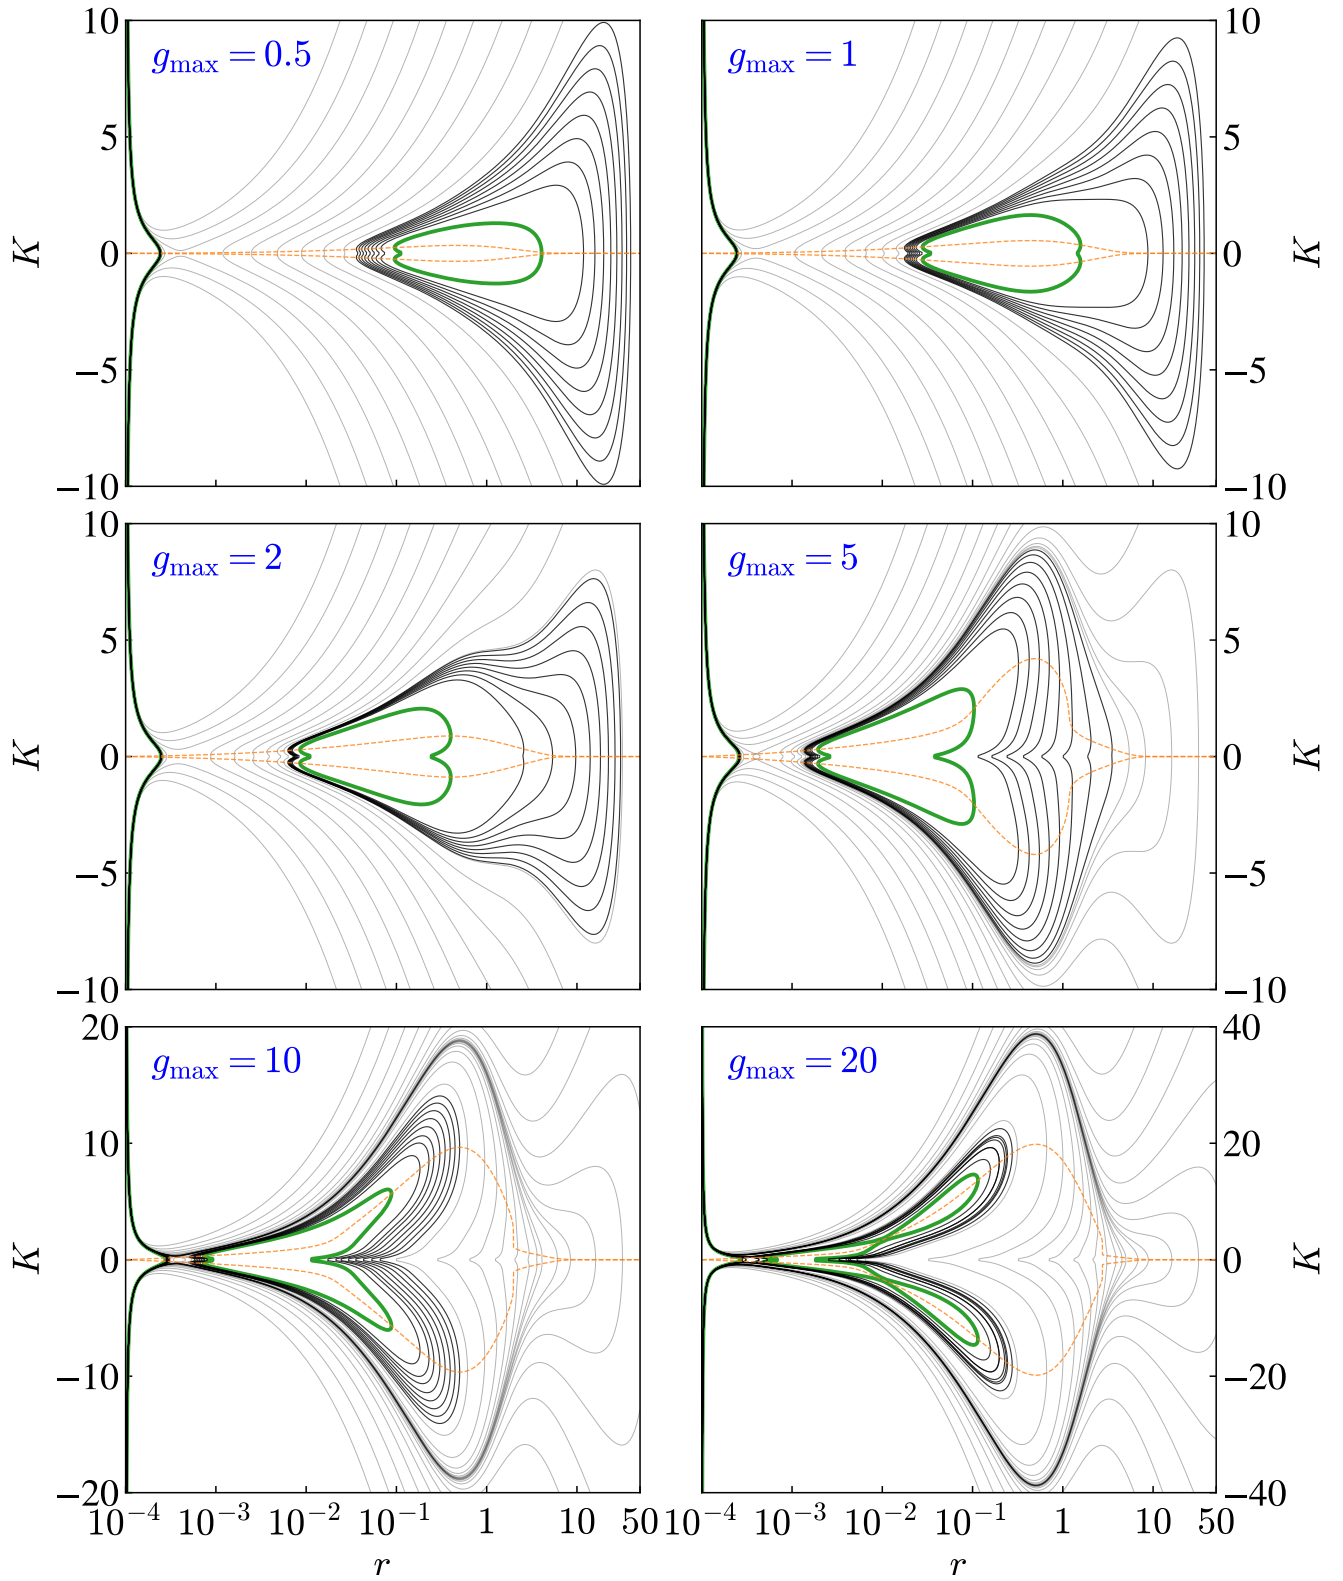 10 10
g_max = 0.5 g_max = 1
5 5
K 0 0 K
−5 −5
−10 −10
10 10
g_max = 2 g_max = 5
5 5
K 0 0 K
−5 −5
−10 −10
20 40
g_max = 10 g_max = 20
10 20
K 0 0 K
−10 −20
−20 −40
10⁻⁴ 10⁻³ 10⁻² 10⁻¹ 1 10 50 10⁻⁴ 10⁻³ 10⁻² 10⁻¹ 1 10 50
r r